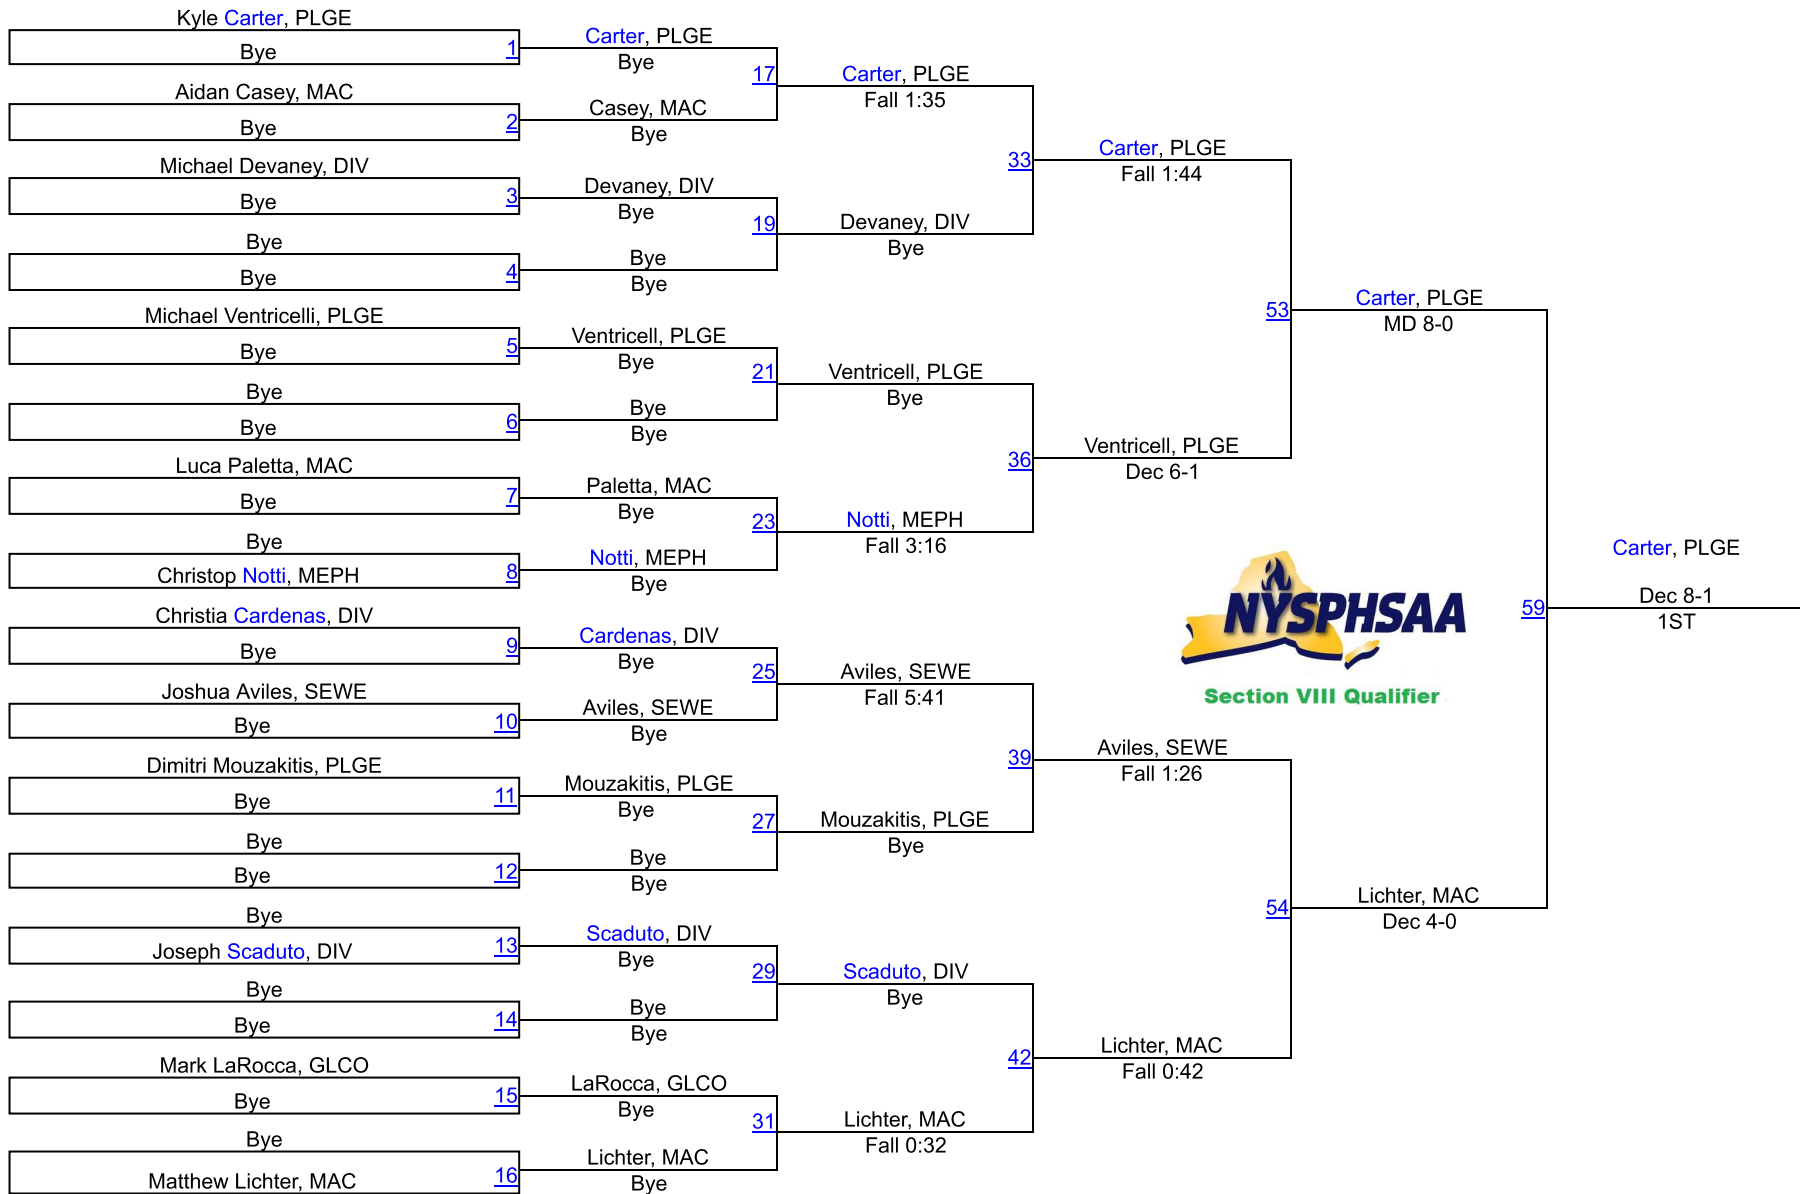 Kyle Carter, PLGE
Bye
1
Aidan Casey, MAC
Bye
2
Michael Devaney, DIV
Bye
3
Bye
Bye
4
Michael Ventricelli, PLGE
Bye
5
Bye
Bye
6
Luca Paletta, MAC
Bye
7
Bye
Christop Notti, MEPH
8
Christia Cardenas, DIV
Bye
9
Joshua Aviles, SEWE
Bye
10
Dimitri Mouzakitis, PLGE
Bye
11
Bye
Bye
12
Bye
Joseph Scaduto, DIV
13
Bye
Bye
14
Mark LaRocca, GLCO
Bye
15
Bye
Matthew Lichter, MAC
16
Carter, PLGE
Bye
17
Casey, MAC
Bye
Devaney, DIV
Bye
19
Bye
Bye
Ventricell, PLGE
Bye
21
Bye
Bye
Paletta, MAC
Bye
23
Notti, MEPH
Bye
Cardenas, DIV
Bye
25
Aviles, SEWE
Bye
Mouzakitis, PLGE
Bye
27
Bye
Bye
Scaduto, DIV
Bye
29
Bye
Bye
LaRocca, GLCO
Bye
31
Lichter, MAC
Bye
Carter, PLGE
Fall 1:35
33
Devaney, DIV
Bye
Ventricell, PLGE
Bye
36
Notti, MEPH
Fall 3:16
Aviles, SEWE
Fall 5:41
39
Mouzakitis, PLGE
Bye
Scaduto, DIV
Bye
42
Lichter, MAC
Fall 0:32
Carter, PLGE
Fall 1:44
53
Ventricell, PLGE
Dec 6-1
Aviles, SEWE
Fall 1:26
54
Lichter, MAC
Fall 0:42
Carter, PLGE
MD 8-0
NYSPHSAA
Section VIII Qualifier
59
Lichter, MAC
Dec 4-0
Carter, PLGE
Dec 8-1
1ST